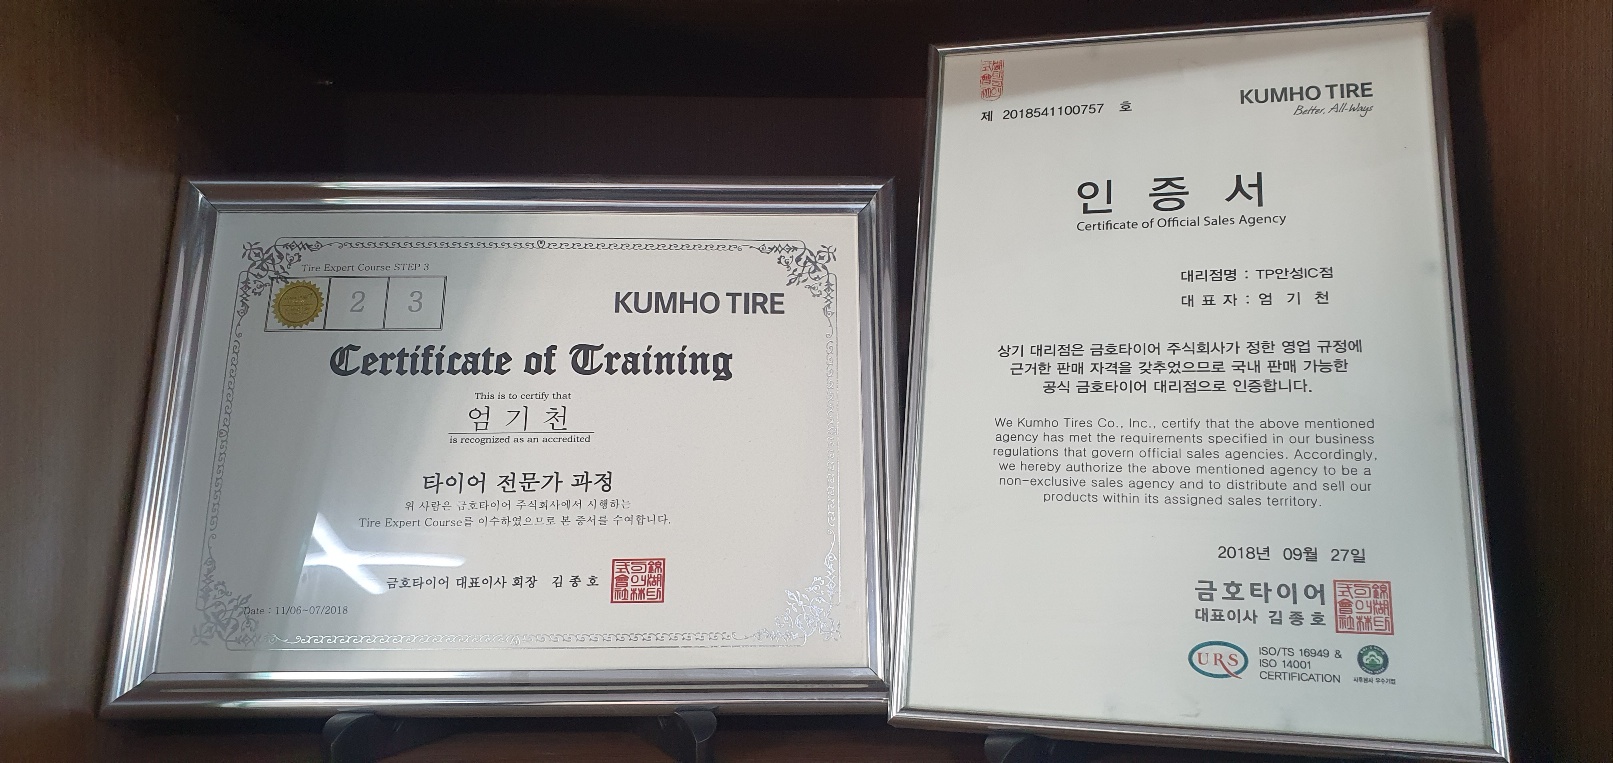 Tire Expert Course STEP 3
2 3
KUMHO TIRE
Certificate of Training
This is to certify that
엄 기 천
is recognized as an accredited
타이어 전문가 과정
위 사람은 금호타이어 주식회사에서 시행하는
Tire Expert Course를 이수하였으므로 본 증서를 수여합니다.
금호타이어 대표이사 회장 김 종 호
Date : 11/06~07/2018
제 2018541100757 호
KUMHO TIRE
Better, All-Ways
인 증 서
Certificate of Official Sales Agency
대리점명 : TP안성IC점
대 표 자 : 엄 기 천
상기 대리점은 금호타이어 주식회사가 정한 영업 규정에
근거한 판매 자격을 갖추었으므로 국내 판매 가능한
공식 금호타이어 대리점으로 인증합니다.
We Kumho Tires Co., Inc., certify that the above mentioned
agency has met the requirements specified in our business
regulations that govern official sales agencies. Accordingly,
we hereby authorize the above mentioned agency to be a
non-exclusive sales agency and to distribute and sell our
products within its assigned sales territory.
2018년 09월 27일
금호타이어
대표이사 김 종 호
URS
ISO/TS 16949 &
ISO 14001
CERTIFICATION